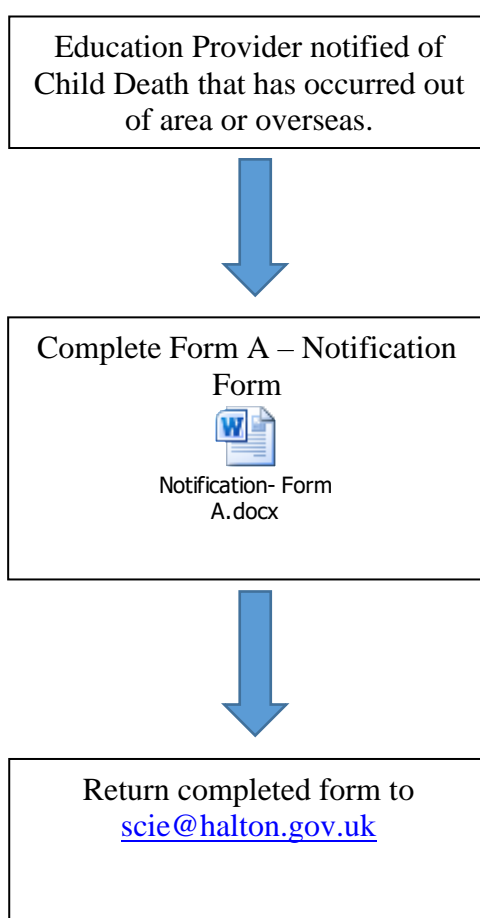 Education Provider notified of
Child Death that has occurred out
of area or overseas.
Complete Form A – Notification
Form
W
Notification- Form
A.docx
Return completed form to
scie@halton.gov.uk